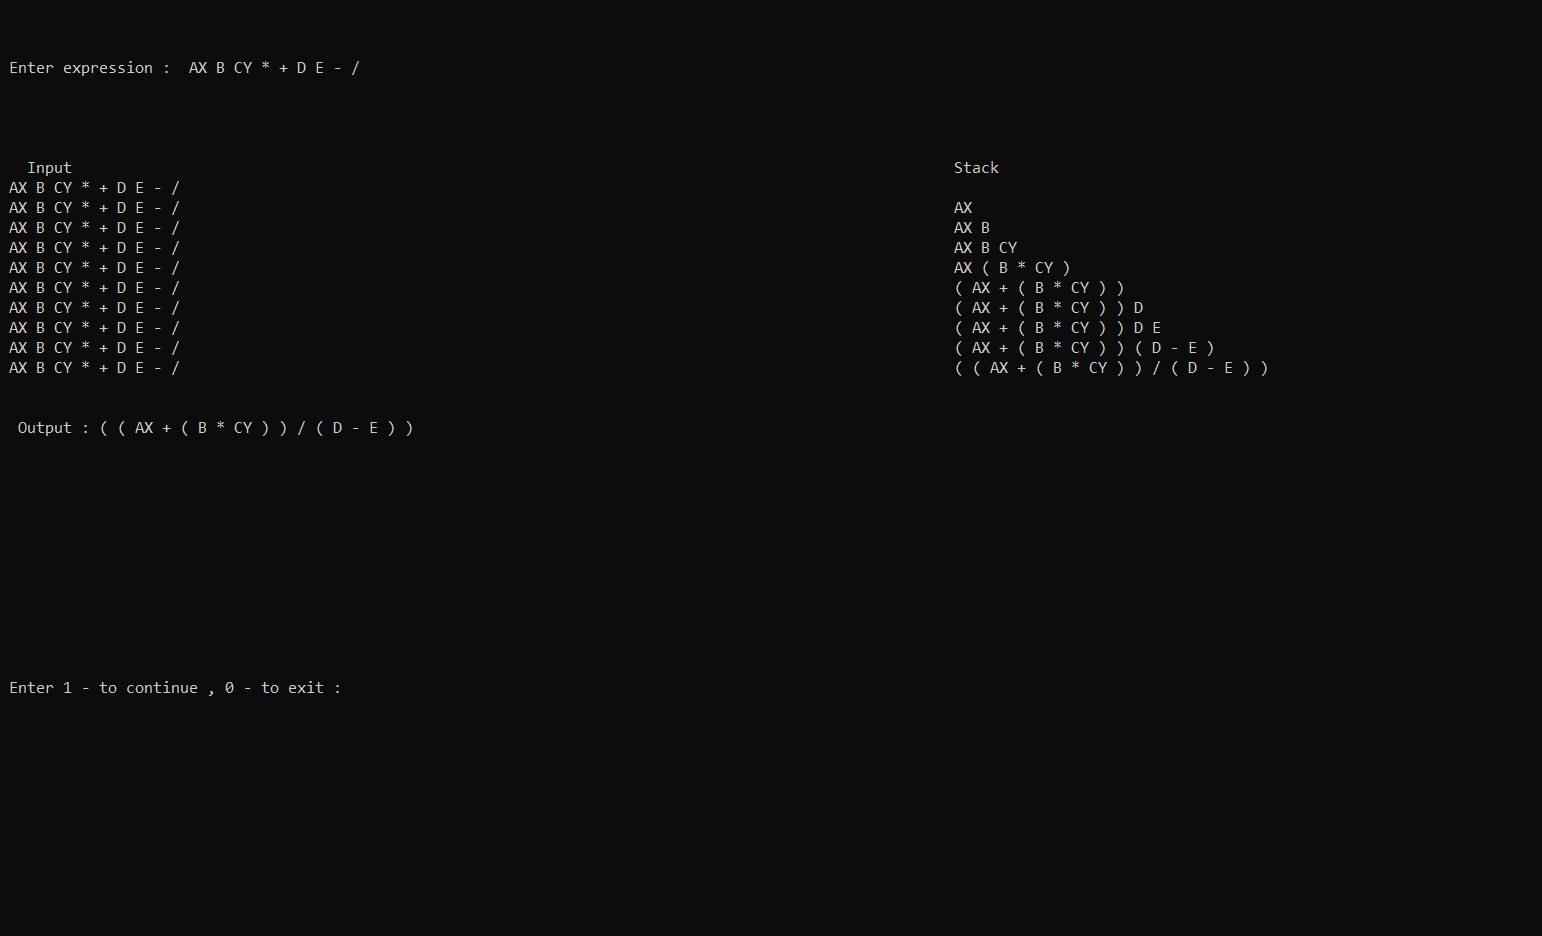 Enter expression :  AX B CY * + D E - /
Input Stack
AX B CY * + D E - /
AX B CY * + D E - / AX
AX B CY * + D E - / AX B
AX B CY * + D E - / AX B CY
AX B CY * + D E - / AX ( B * CY )
AX B CY * + D E - / ( AX + ( B * CY ) )
AX B CY * + D E - / ( AX + ( B * CY ) ) D
AX B CY * + D E - / ( AX + ( B * CY ) ) D E
AX B CY * + D E - / ( AX + ( B * CY ) ) ( D - E )
AX B CY * + D E - / ( ( AX + ( B * CY ) ) / ( D - E ) )
Output : ( ( AX + ( B * CY ) ) / ( D - E ) )
Enter 1 - to continue , 0 - to exit :